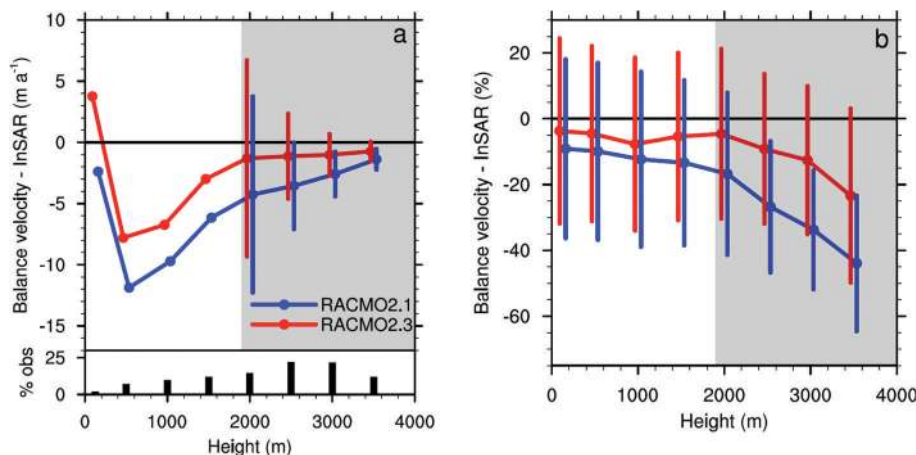 a
10
5
0
-5
-10
-15
Balance velocity - InSAR (m a⁻¹)
RACMO2.1
RACMO2.3
25
0
% obs
0 1000 2000 3000 4000
Height (m)
b
20
0
-20
-40
-60
Balance velocity - InSAR (%)
0 1000 2000 3000 4000
Height (m)